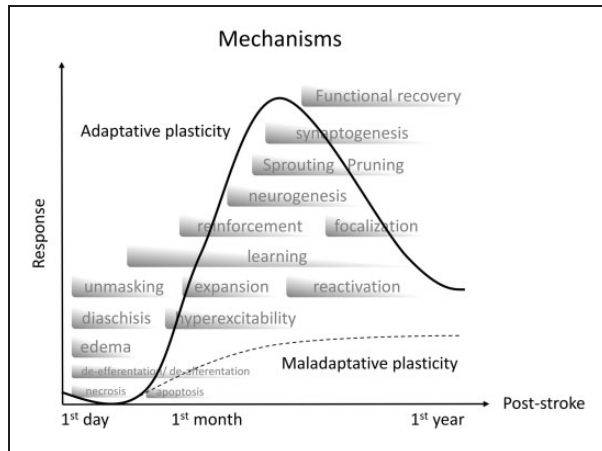 Mechanisms
Functional recovery
Adaptative plasticity
synaptogenesis
Sprouting Pruning
neurogenesis
reinforcement focalization
learning
unmasking expansion reactivation
diaschisis hyperexcitability
edema
Maladaptative plasticity
de-efferentation/ de-afferentation
necrosis apoptosis
Response
1st day 1st month 1st year Post-stroke